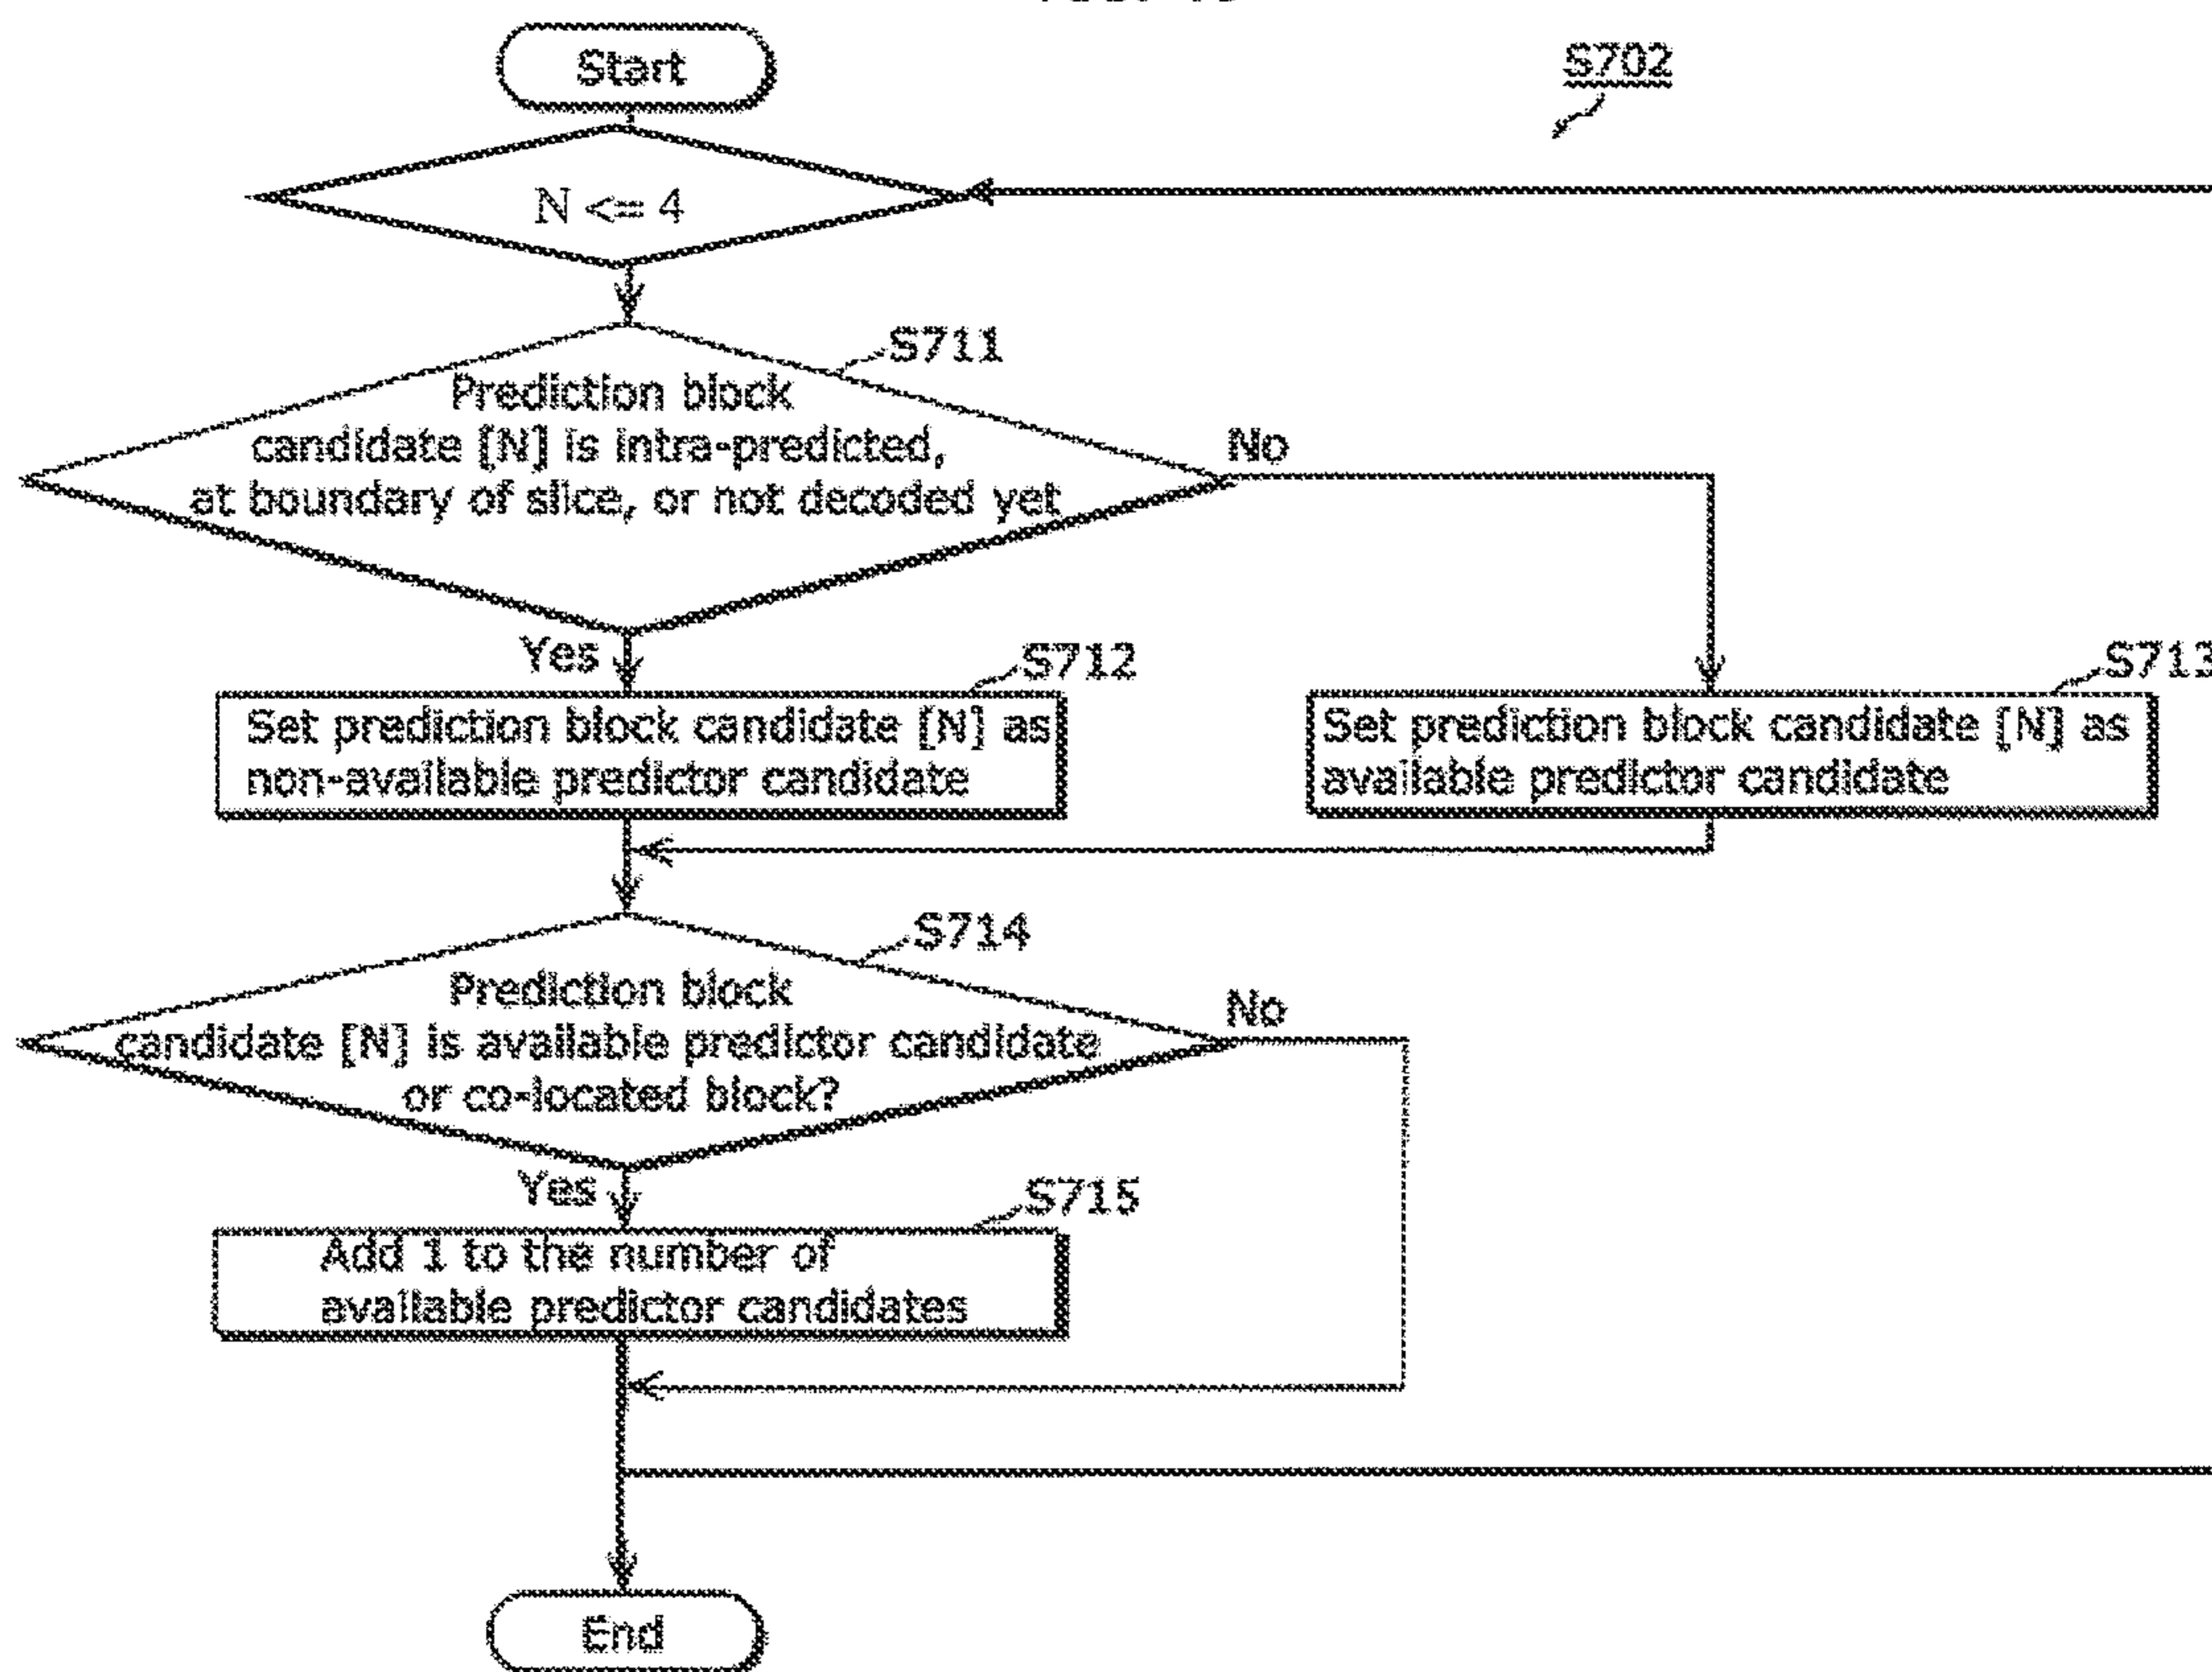 Start
S702
N <= 4
S711
Prediction block
candidate [N] is intra-predicted,
at boundary of slice, or not decoded yet
No
Yes
S712
S713
Set prediction block candidate [N] as
non-available predictor candidate
Set prediction block candidate [N] as
available predictor candidate
S714
Prediction block
candidate [N] is available predictor candidate
or co-located block?
No
Yes
S715
Add 1 to the number of
available predictor candidates
End